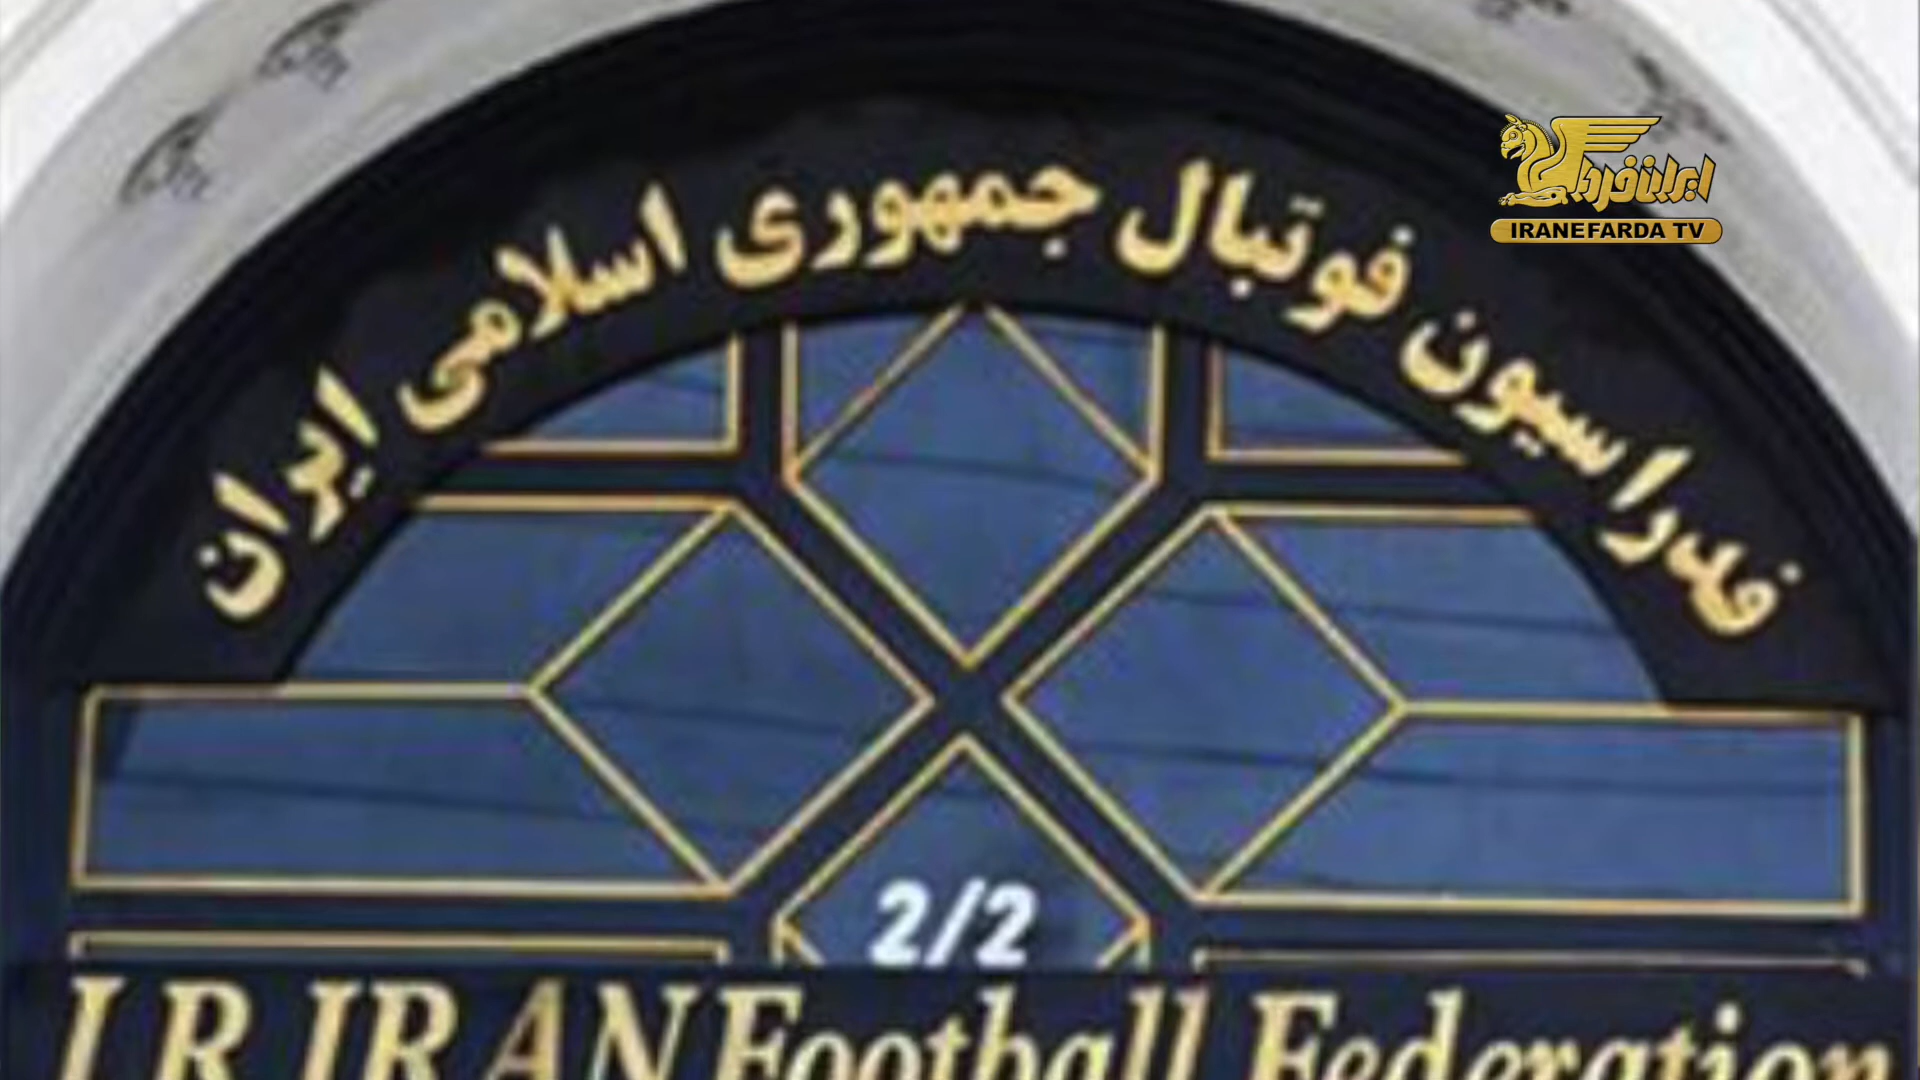 ایران فردا
IRANEFARDA TV
فدراسیون فوتبال جمهوری اسلامی ایران
2/2
I R IRAN Football Federation